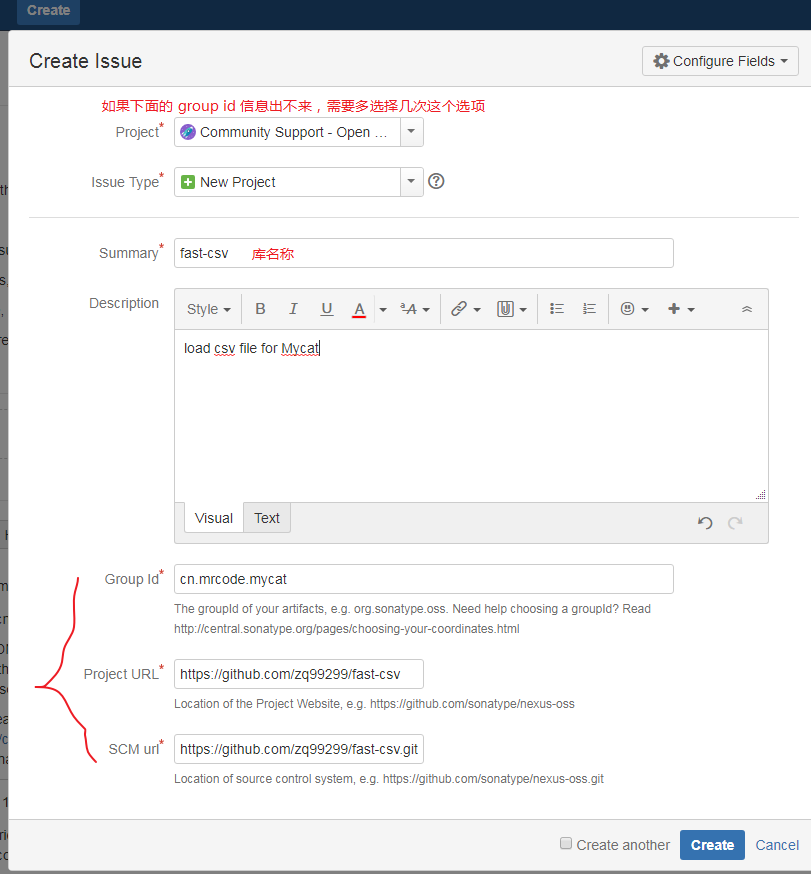 Create
Create Issue
Configure Fields
如果下面的 group id 信息出不来，需要多选择几次这个选项
Project*
Community Support - Open ...
Issue Type*
New Project
Summary*
fast-csv 库名称
Description
Style B I U A A
load csv file for Mycat
Visual Text
Group Id*
cn.mrcode.mycat
The groupId of your artifacts, e.g. org.sonatype.oss. Need help choosing a groupId? Read
http://central.sonatype.org/pages/choosing-your-coordinates.html
Project URL*
https://github.com/zq99299/fast-csv
Location of the Project Website, e.g. https://github.com/sonatype/nexus-oss
SCM url*
https://github.com/zq99299/fast-csv.git
Location of source control system, e.g. https://github.com/sonatype/nexus-oss.git
Create another Create Cancel